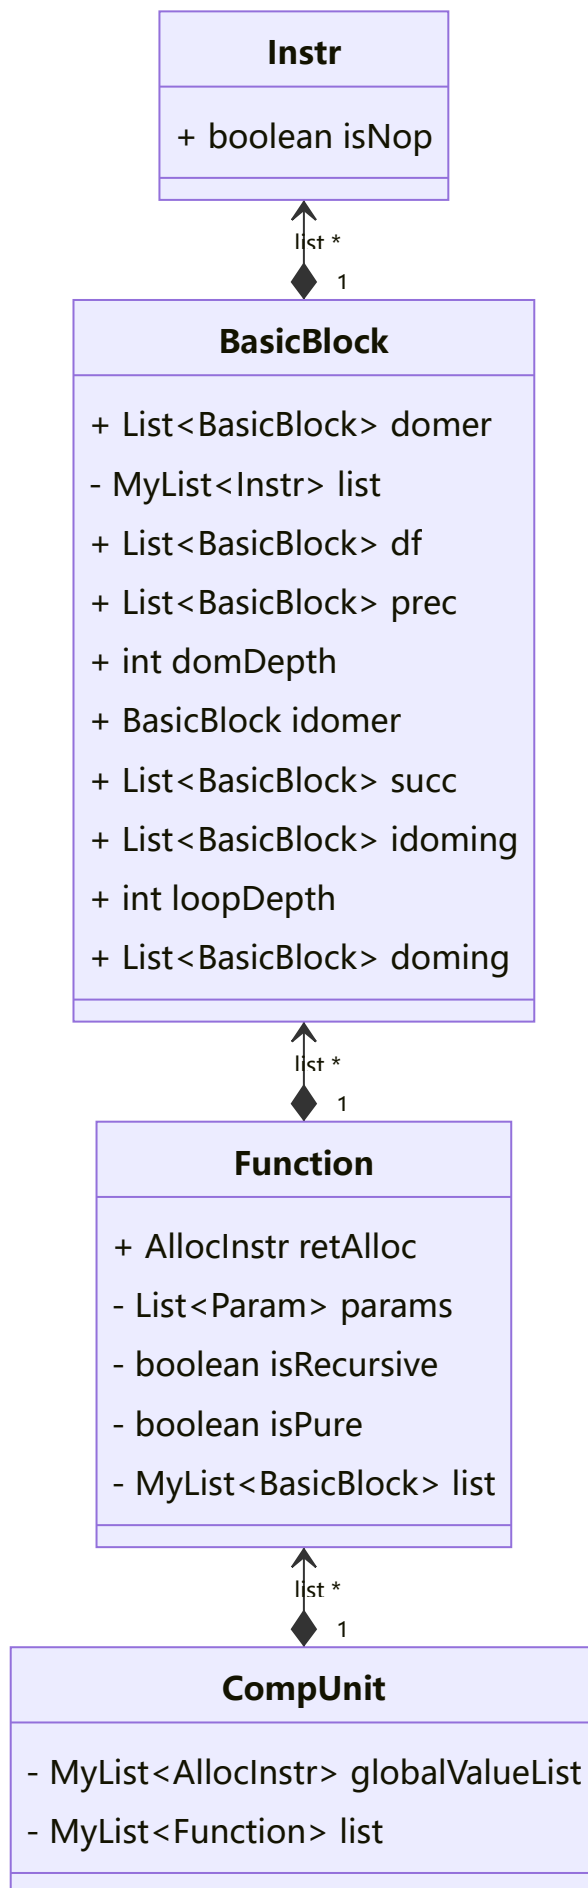 Instr
+ boolean isNop
list *
1
BasicBlock
+ List<BasicBlock> domer
- MyList<Instr> list
+ List<BasicBlock> df
+ List<BasicBlock> prec
+ int domDepth
+ BasicBlock idomer
+ List<BasicBlock> succ
+ List<BasicBlock> idoming
+ int loopDepth
+ List<BasicBlock> doming
list *
1
Function
+ AllocInstr retAlloc
- List<Param> params
- boolean isRecursive
- boolean isPure
- MyList<BasicBlock> list
list *
1
CompUnit
- MyList<AllocInstr> globalValueList
- MyList<Function> list